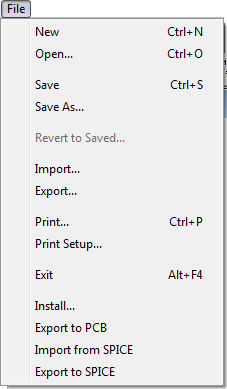 File
New Ctrl+N
Open... Ctrl+O
Save Ctrl+S
Save As...
Revert to Saved...
Import...
Export...
Print... Ctrl+P
Print Setup...
Exit Alt+F4
Install...
Export to PCB
Import from SPICE
Export to SPICE